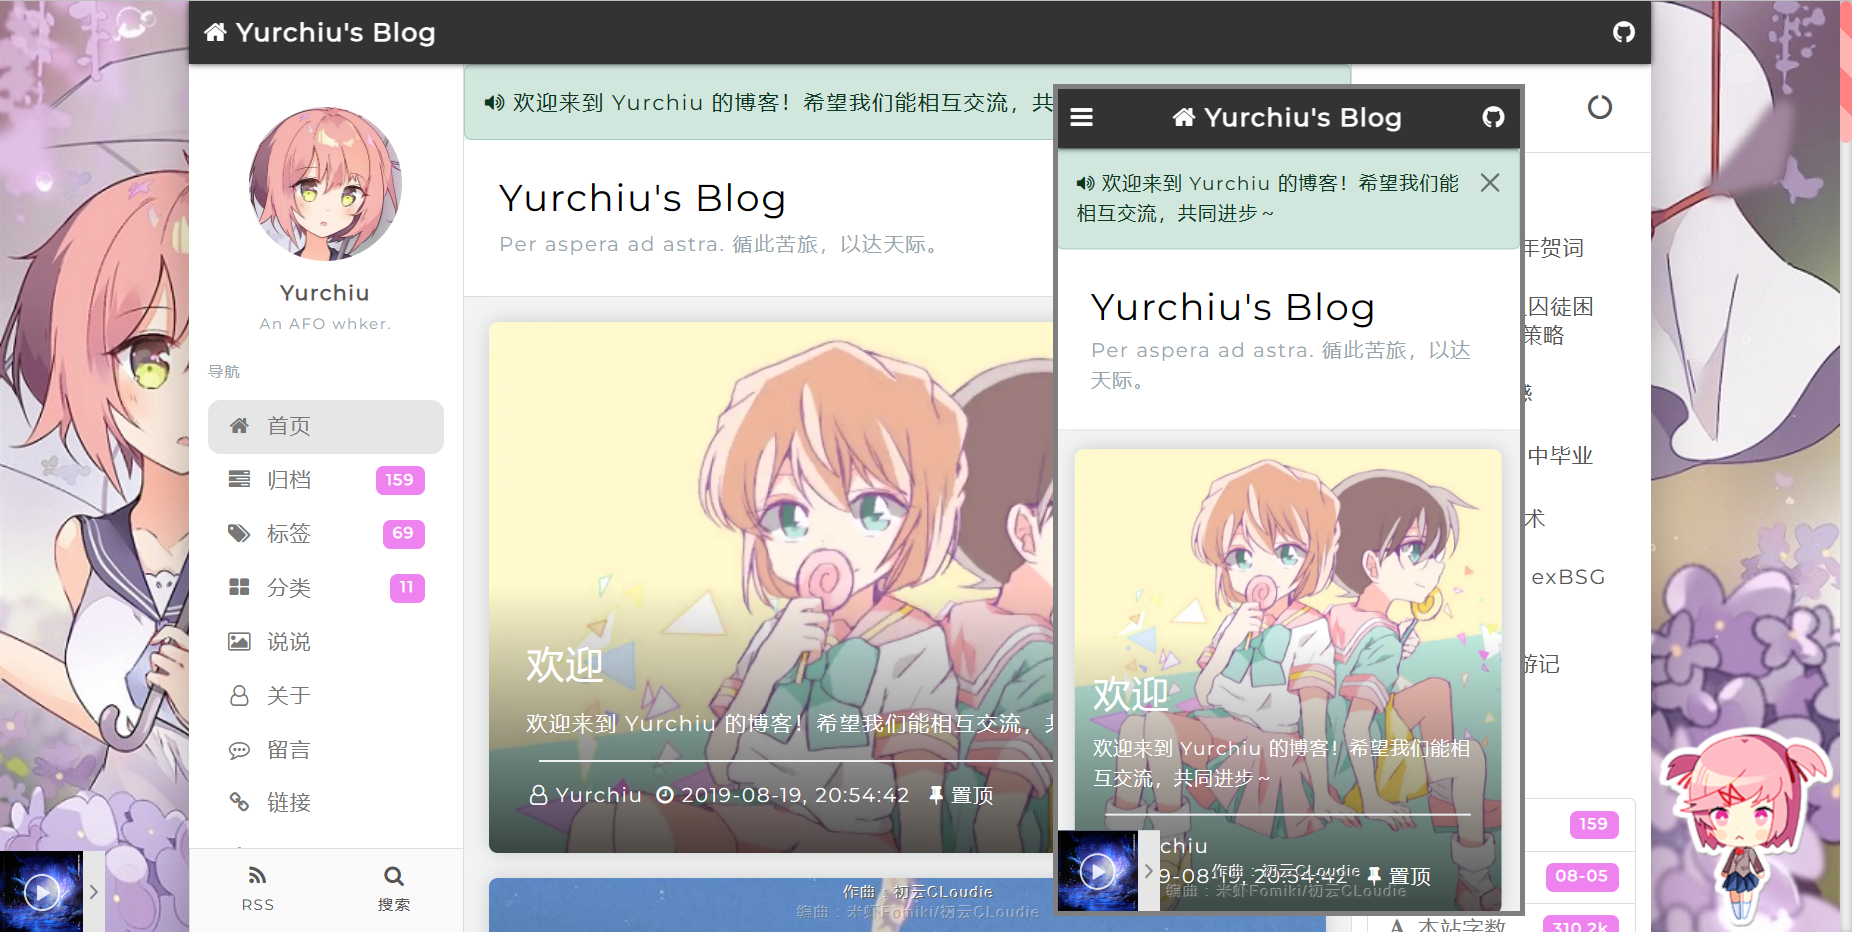 Yurchiu's Blog
Yurchiu
An AFO whker.
导航
首页
归档 159
标签 69
分类 11
说说
关于
留言
链接
RSS
搜索
欢迎来到 Yurchiu 的博客！希望我们能相互交流，共
Yurchiu's Blog
Per aspera ad astra. 循此苦旅，以达天际。
欢迎
欢迎来到 Yurchiu 的博客！希望我们能相互交流，
Yurchiu 2019-08-19, 20:54:42 置顶
作曲：初云CLoudie
编曲：米虾Fomiki/初云CLoudie
Yurchiu's Blog
欢迎来到 Yurchiu 的博客！希望我们能
相互交流，共同进步～
Yurchiu's Blog
Per aspera ad astra. 循此苦旅，以达
天际。
欢迎
欢迎来到 Yurchiu 的博客！希望我们能相
互交流，共同进步～
chiu
9-08-19, 20:54:42 置顶
作曲：初云CLoudie
编曲：米虾Fomiki/初云CLoudie
年贺词
囚徒困
策略
中毕业
术
exBSG
游记
159
08-05
本站字数 310.2k